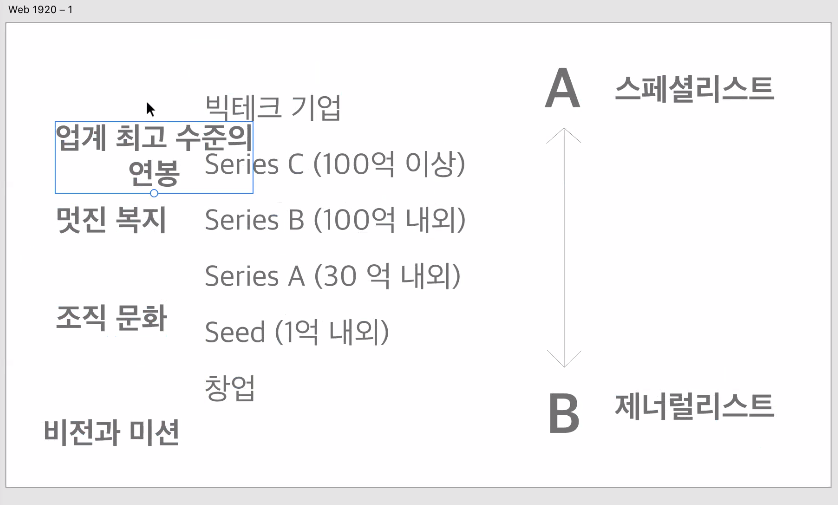 Web 1920 – 1
업계 최고 수준의
연봉
멋진 복지
조직 문화
비전과 미션
빅테크 기업
Series C (100억 이상)
Series B (100억 내외)
Series A (30 억 내외)
Seed (1억 내외)
창업
A 스페셜리스트
B 제너럴리스트